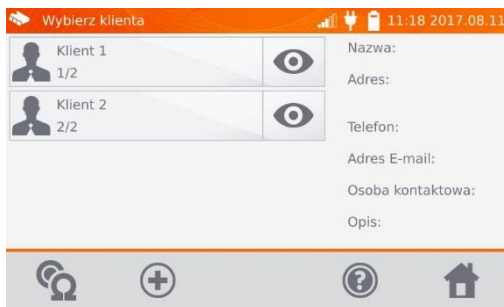 Wybierz klienta
11:18 2017.08.11
Klient 1
1/2
Klient 2
2/2
Nazwa:
Adres:
Telefon:
Adres E-mail:
Osoba kontaktowa:
Opis: